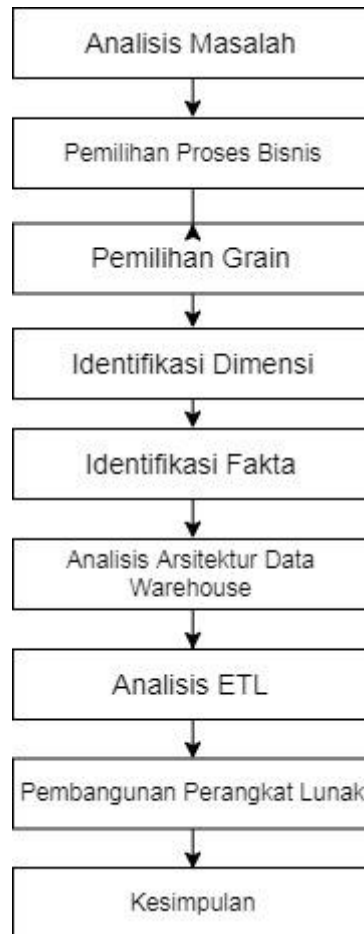 Analisis Masalah
Pemilihan Proses Bisnis
Pemilihan Grain
Identifikasi Dimensi
Identifikasi Fakta
Analisis Arsitektur Data
Warehouse
Analisis ETL
Pembangunan Perangkat Lunak
Kesimpulan